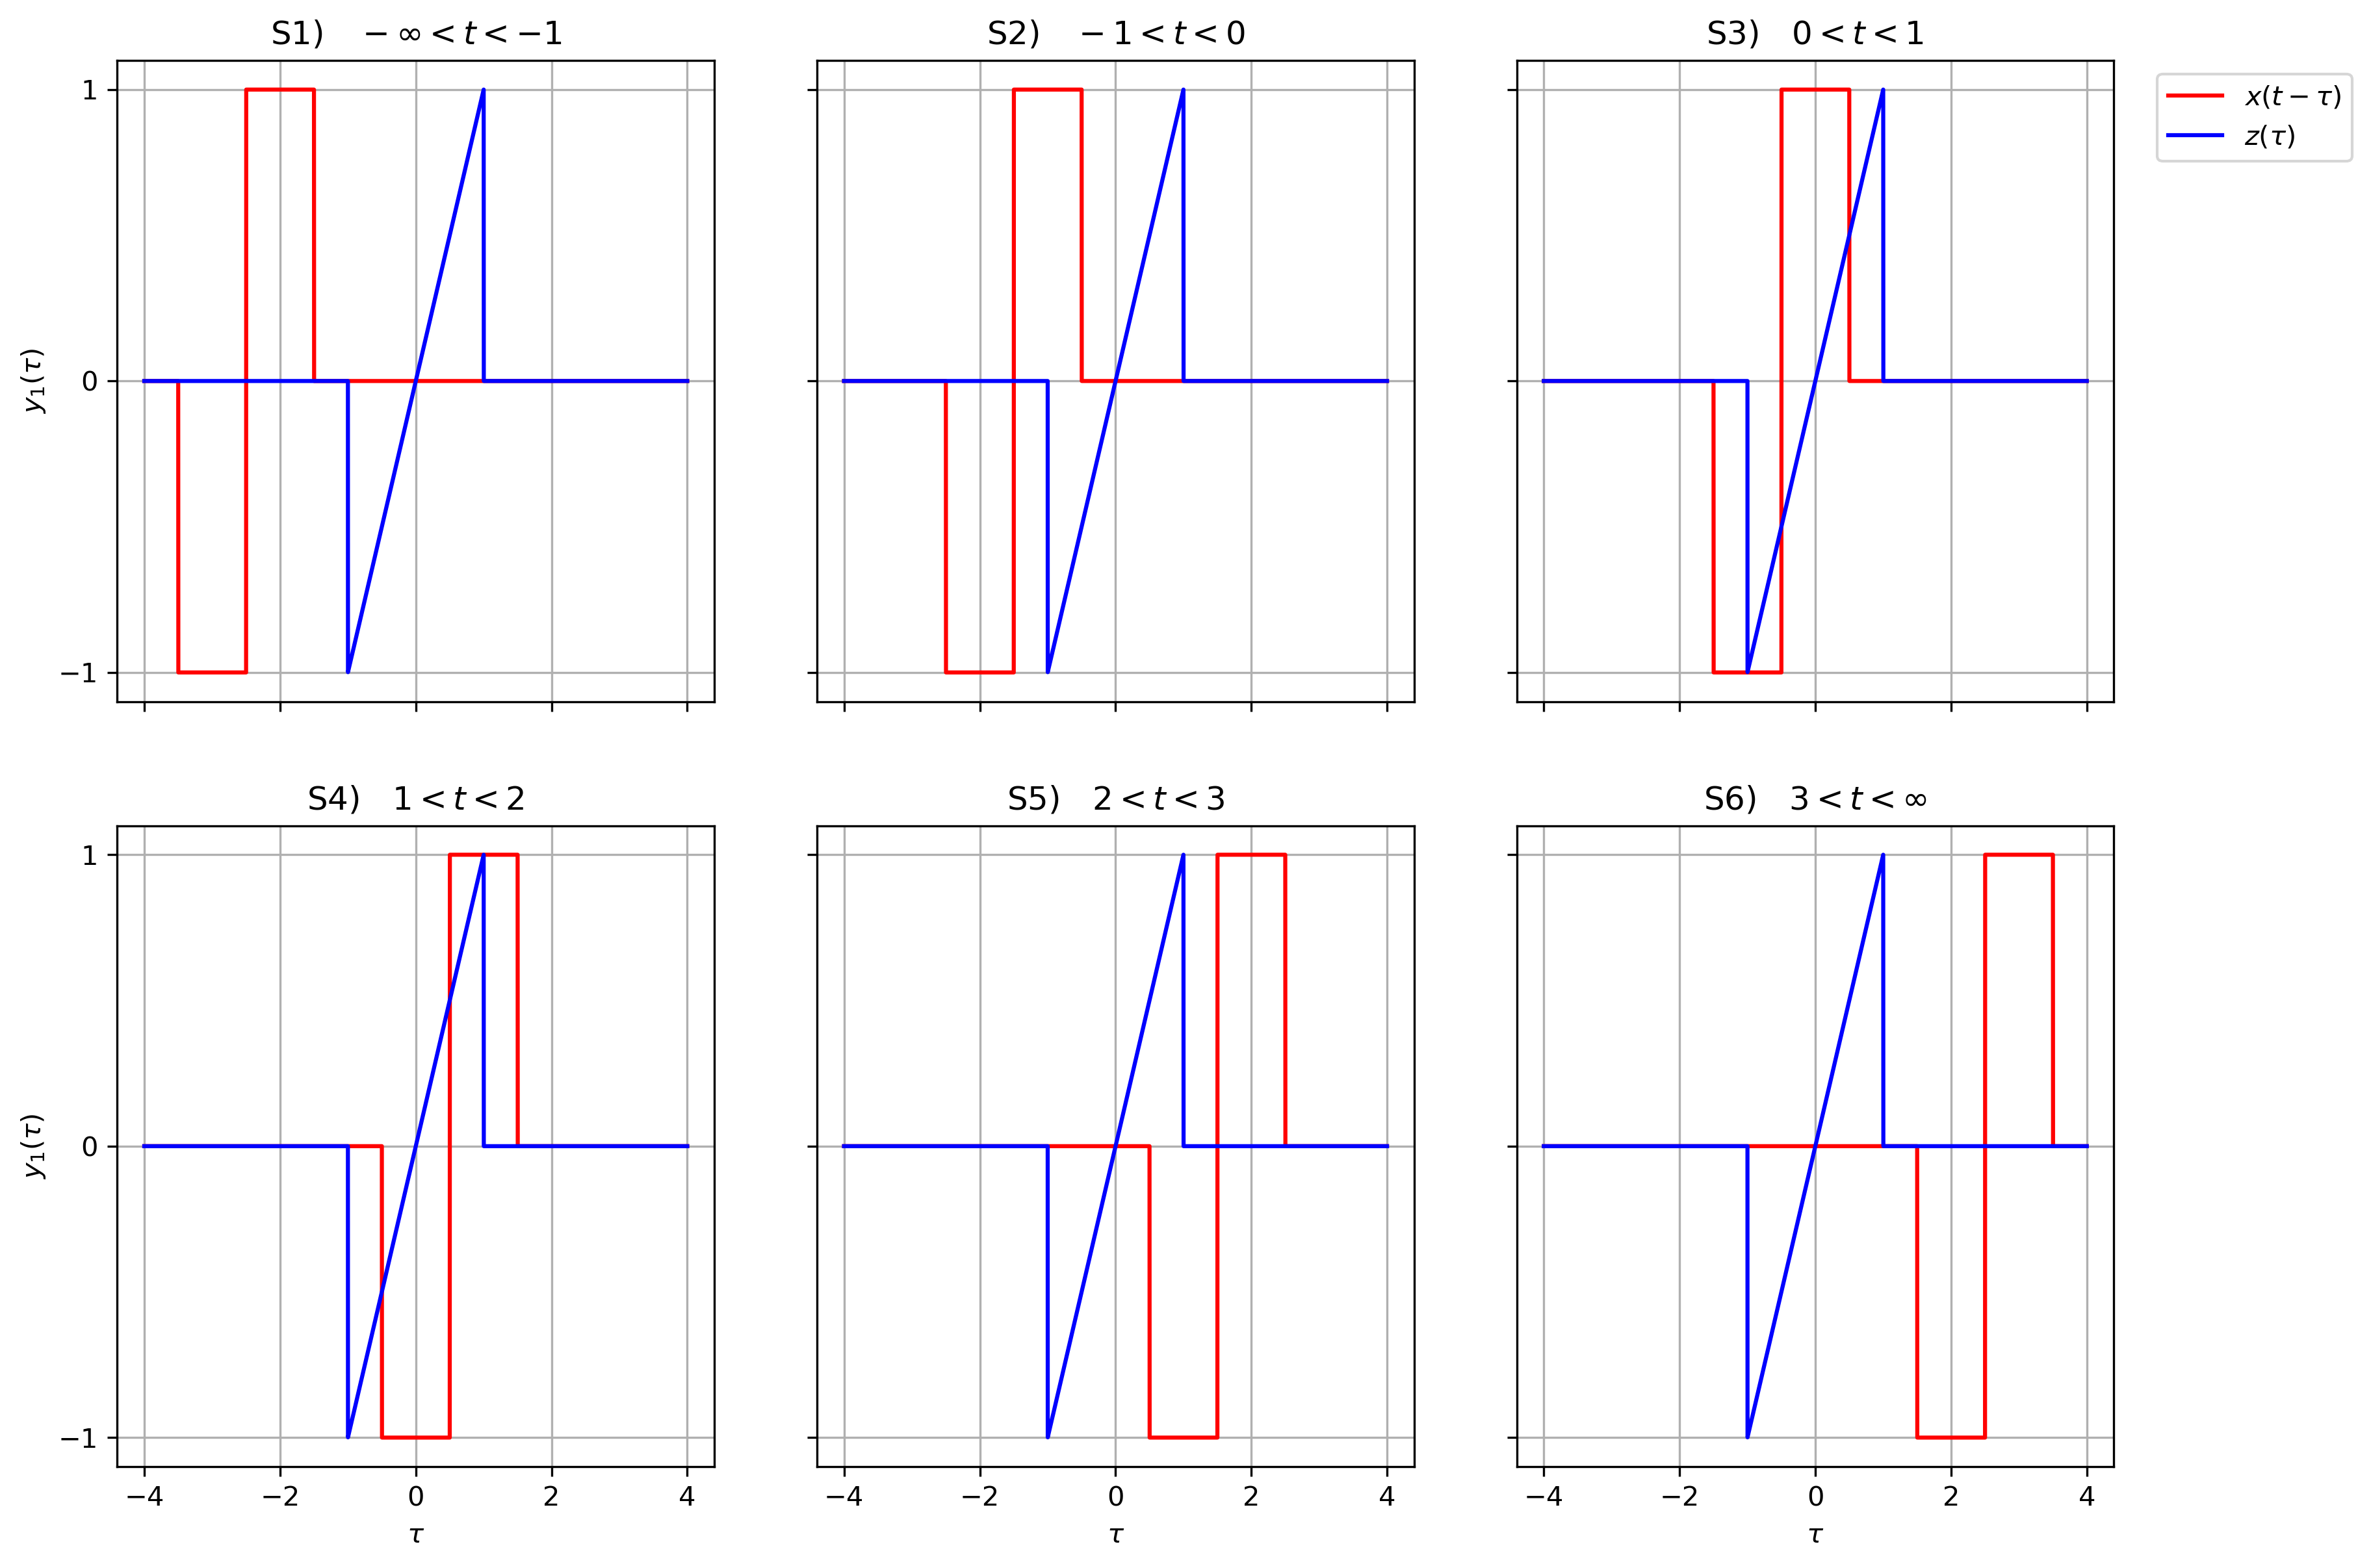 S1) −∞ < t < −1
S2) −1 < t < 0
S3) 0 < t < 1
x(t − τ)
z(τ)
1
0
−1
y₁(τ)
S4) 1 < t < 2
S5) 2 < t < 3
S6) 3 < t < ∞
1
0
−1
y₁(τ)
−4 −2 0 2 4
−4 −2 0 2 4
−4 −2 0 2 4
τ
τ
τ